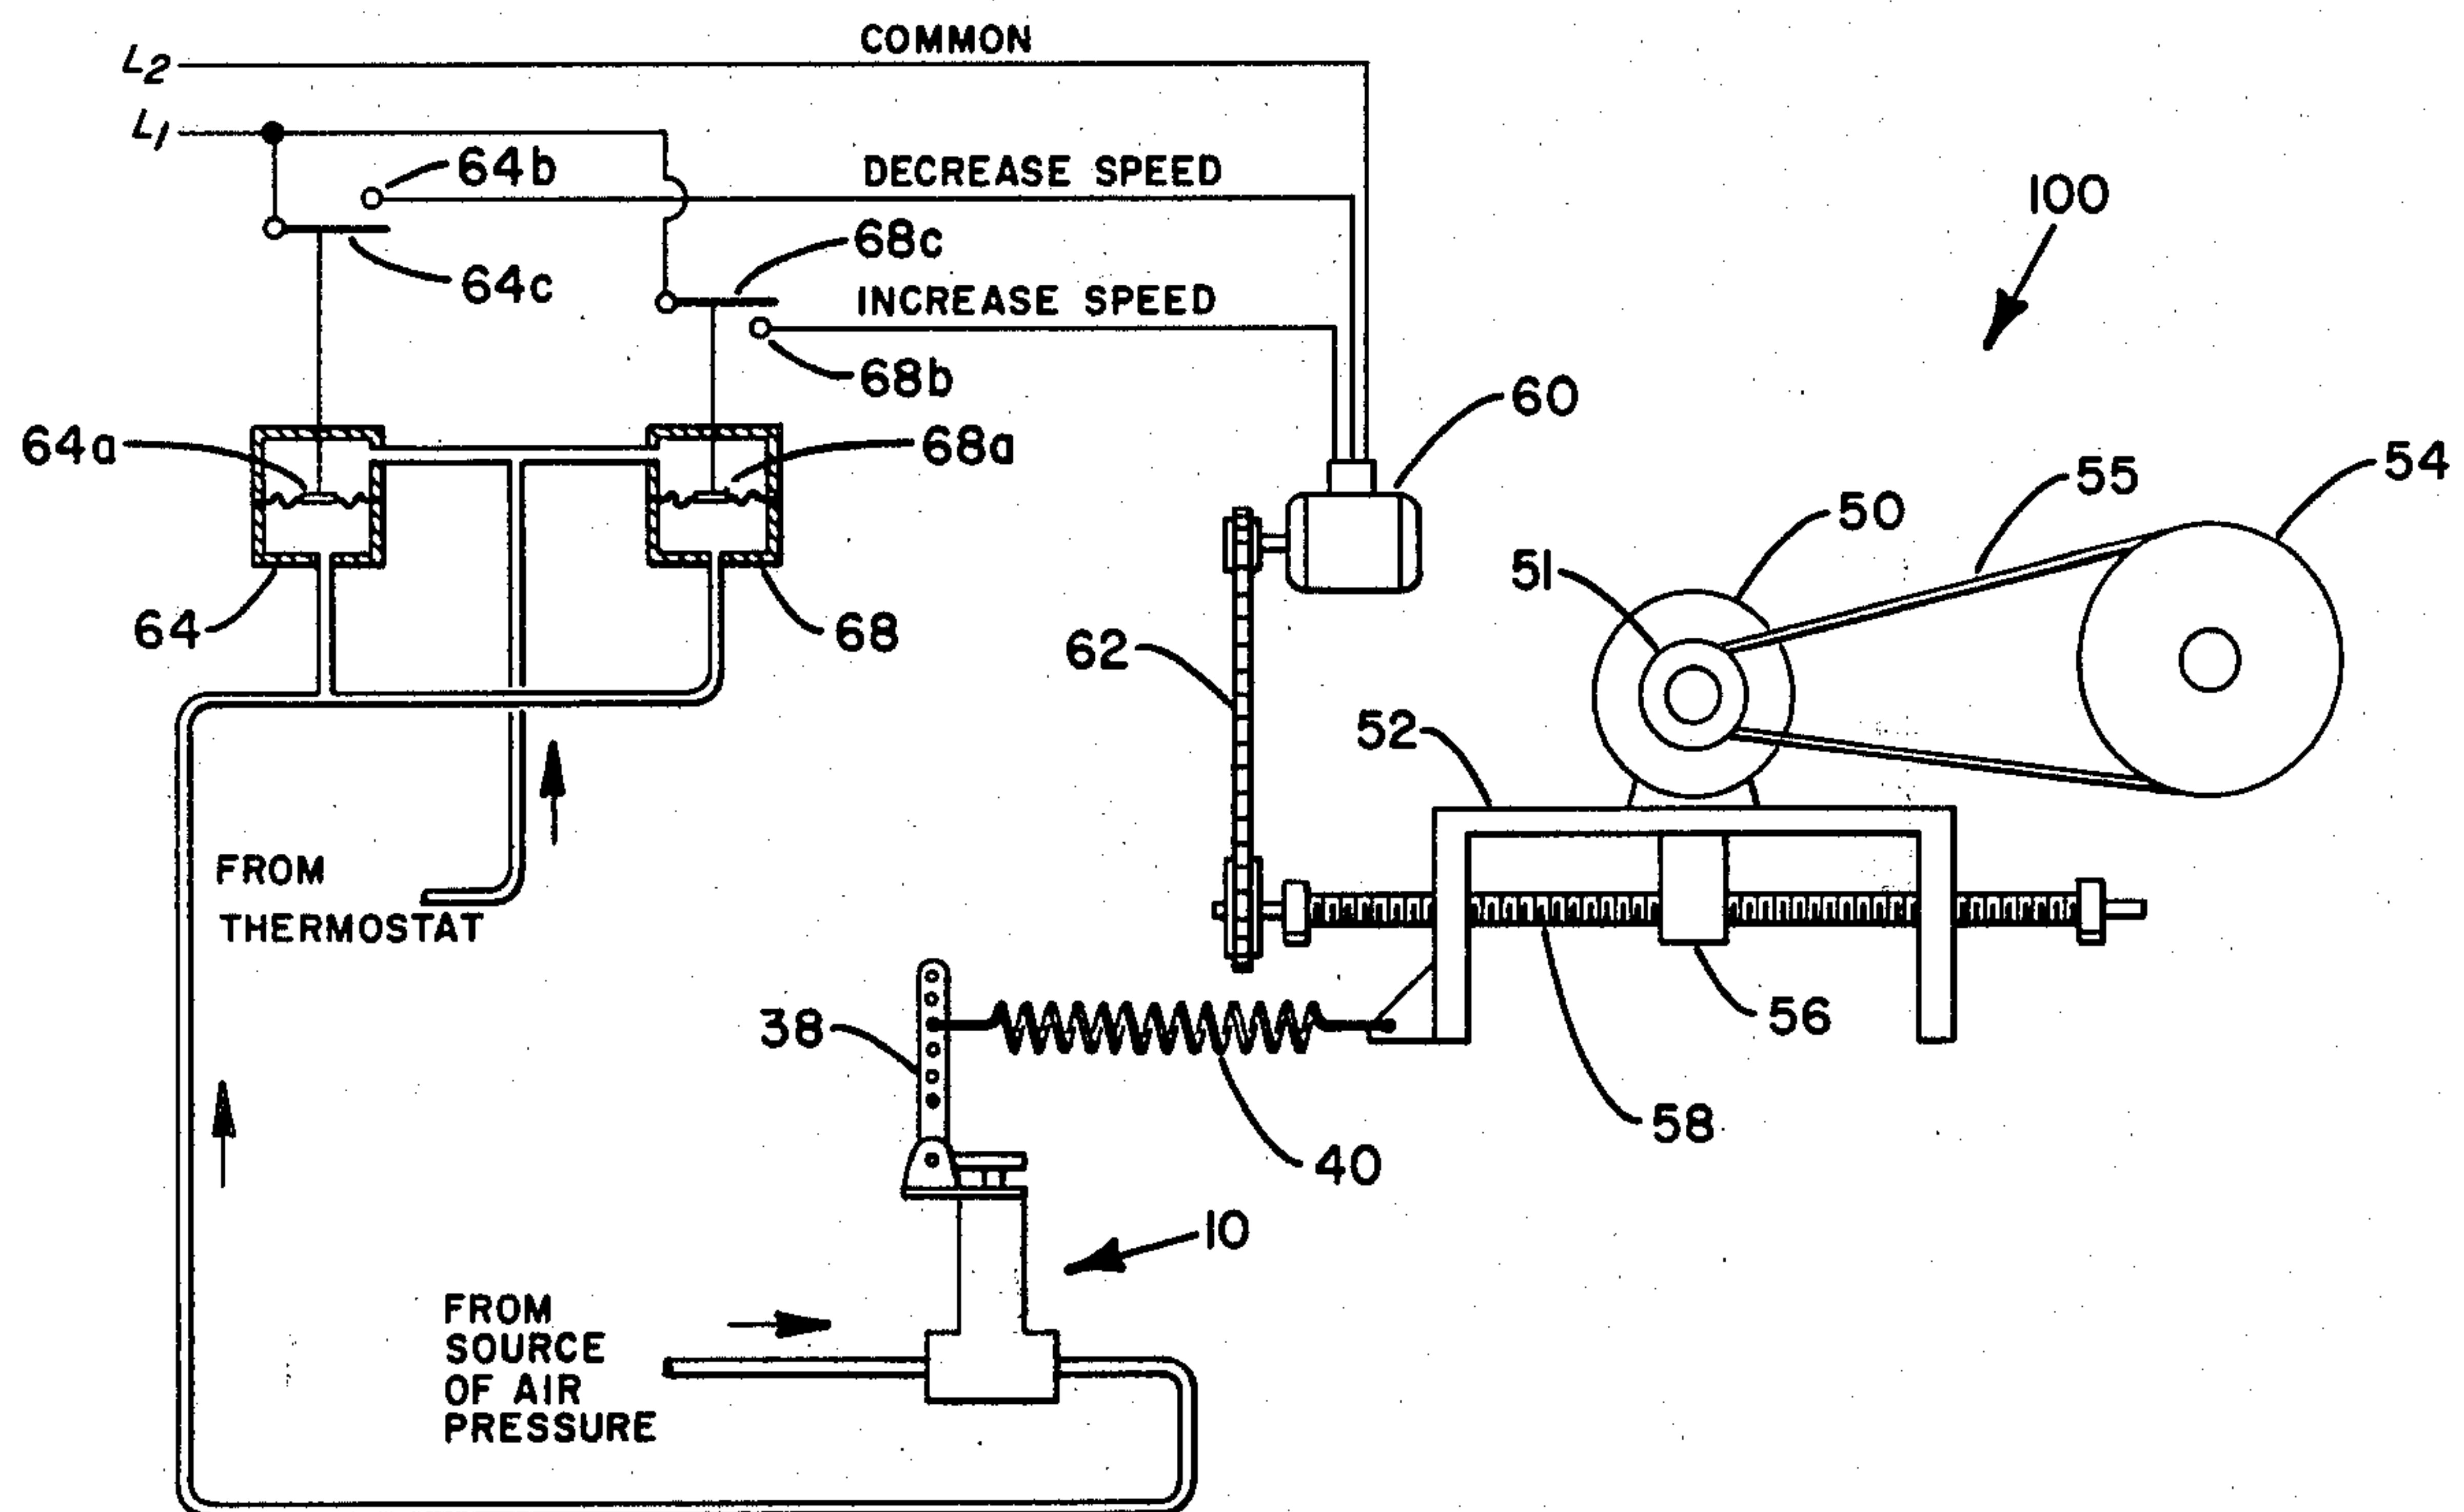 COMMON
L2
L1
64b
DECREASE SPEED
100
68c
64c
INCREASE SPEED
68b
60
64a
68a
54
55
50
51
64
68
62
52
FROM
THERMOSTAT
38
56
58
40
10
FROM
SOURCE
OF AIR
PRESSURE